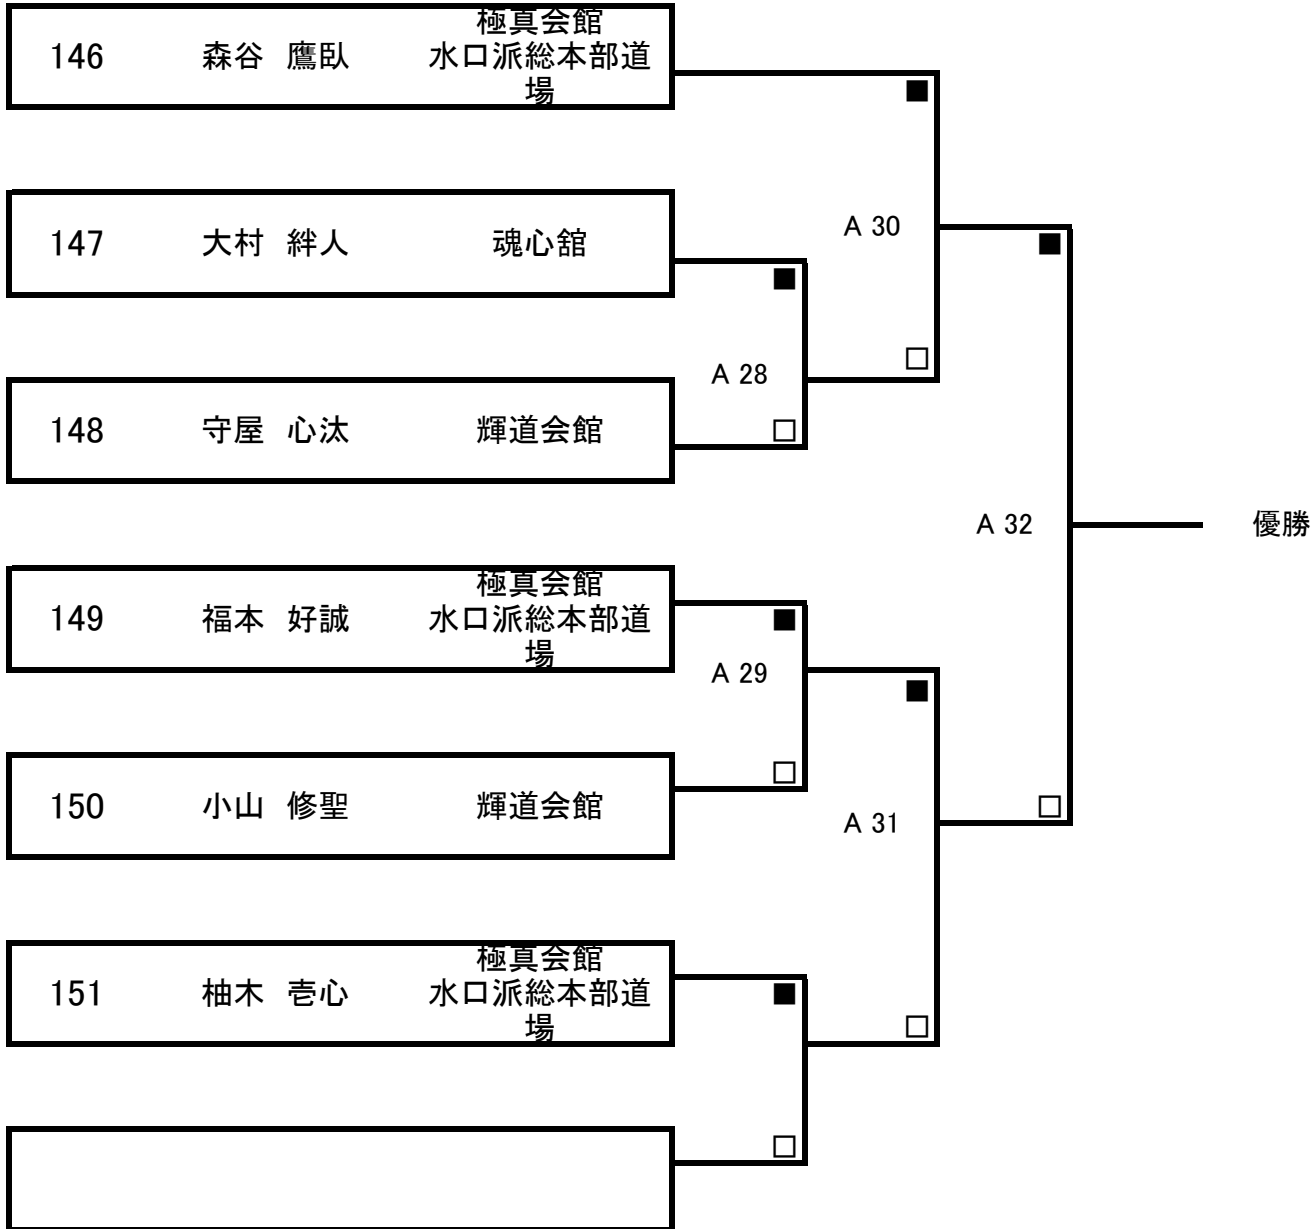 極真会館
146 森谷 鷹臥 水口派総本部道
場
■
147 大村 絆人 魂心舘
A 30
■
■
A 28
□
148 守屋 心汰 輝道会館
□
A 32 優勝
極真会館
149 福本 好誠 水口派総本部道
場
■
A 29
■
□
150 小山 修聖 輝道会館
A 31
□
極真会館
151 柚木 壱心 水口派総本部道
場
■
□
□